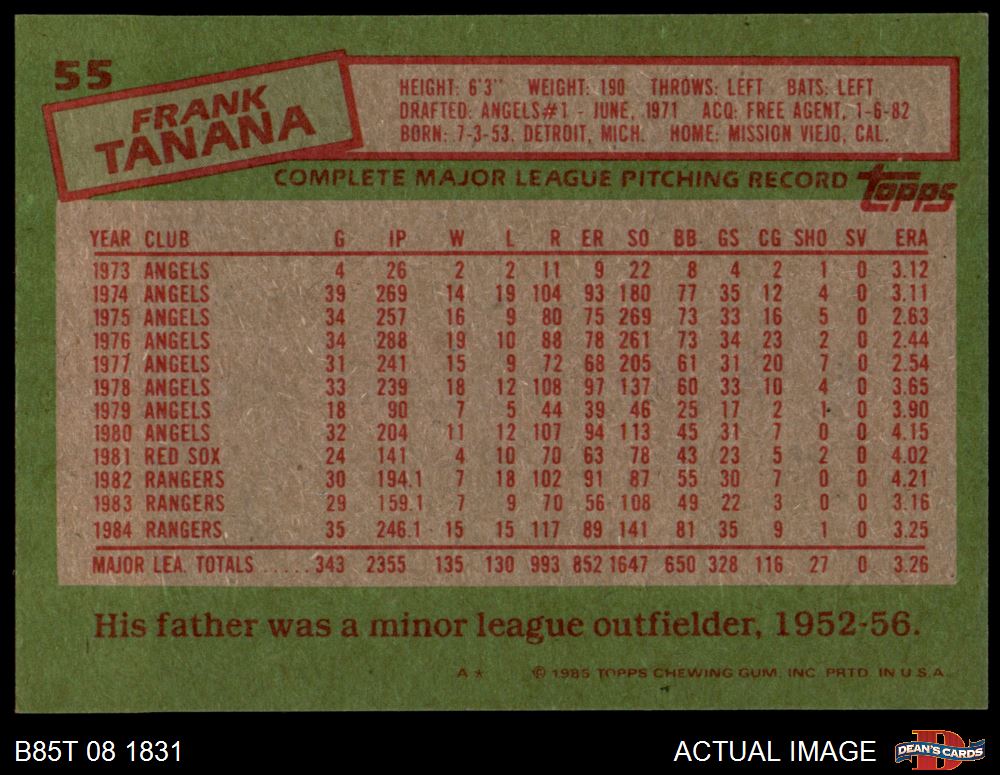 55
FRANK
TANANA
HEIGHT: 6'3" WEIGHT: 190 THROWS: LEFT BATS: LEFT
DRAFTED: ANGELS#1 - JUNE, 1971 ACQ: FREE AGENT, 1-6-82
BORN: 7-3-53, DETROIT, MICH. HOME: MISSION VIEJO, CAL.
COMPLETE MAJOR LEAGUE PITCHING RECORD topps
YEAR CLUB G IP W L R ER SO BB GS CG SHO SV ERA
1973 ANGELS 4 26 2 2 11 9 22 8 4 2 1 0 3.12
1974 ANGELS 39 269 14 19 104 93 180 77 35 12 4 0 3.11
1975 ANGELS 34 257 16 9 80 75 269 73 33 16 5 0 2.63
1976 ANGELS 34 288 19 10 88 78 261 73 34 23 2 0 2.44
1977 ANGELS 31 241 15 9 72 68 205 61 31 20 7 0 2.54
1978 ANGELS 33 239 18 12 108 97 137 60 33 10 4 0 3.65
1979 ANGELS 18 90 7 5 44 39 46 25 17 2 1 0 3.90
1980 ANGELS 32 204 11 12 107 94 113 45 31 7 0 0 4.15
1981 RED SOX 24 141 4 10 70 63 78 43 23 5 2 0 4.02
1982 RANGERS 30 194.1 7 18 102 91 87 55 30 7 0 0 4.21
1983 RANGERS 29 159.1 7 9 70 56 108 49 22 3 0 0 3.16
1984 RANGERS 35 246.1 15 15 117 89 141 81 35 9 1 0 3.25
MAJOR LEA. TOTALS ......343 2355 135 130 993 852 1647 650 328 116 27 0 3.26
His father was a minor league outfielder, 1952-56.
A * © 1985 TOPPS CHEWING GUM, INC. PRTD. IN U.S.A.
B85T 08 1831 ACTUAL IMAGE D DEAN'S CARDS